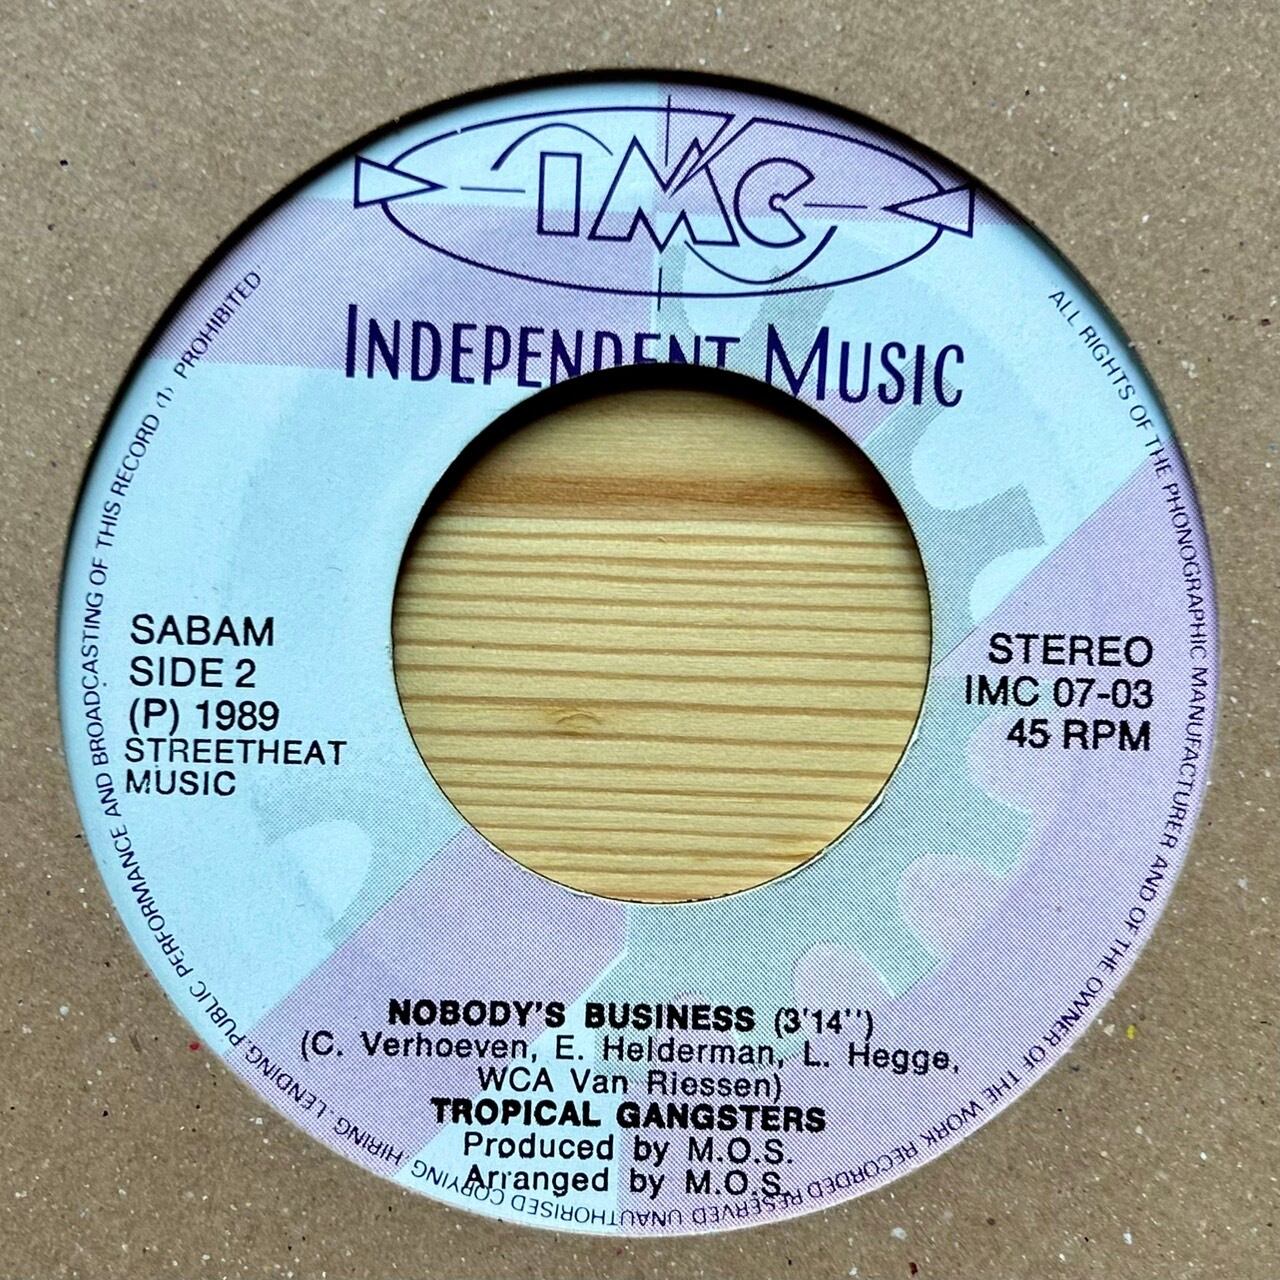 IMC
INDEPENDENT MUSIC
ALL RIGHTS OF THE PHONOGRAPHIC MANUFACTURER AND OF THE OWNER OF THE WORK RECORDED RESERVED UNAUTHORISED COPYING. HIRING. LENDING. PUBLIC PERFORMANCE AND BROADCASTING OF THIS RECORD (1) PROHIBITED
SABAM
SIDE 2
(P) 1989
STREETHEAT
MUSIC
STEREO
IMC 07-03
45 RPM
NOBODY'S BUSINESS (3'14'')
(C. Verhoeven, E. Helderman, L. Hegge,
WCA Van Riessen)
TROPICAL GANGSTERS
Produced by M.O.S.
Arranged by M.O.S.